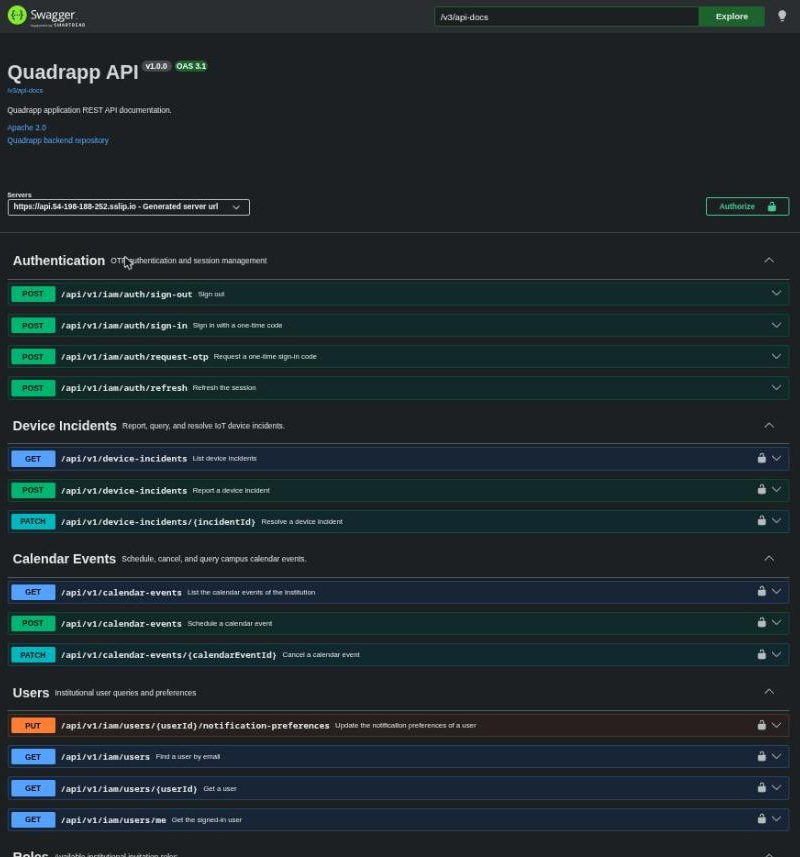 Swagger.
Supported by SMARTBEAR
/v3/api-docs
Explore
Quadrapp API v1.0.0 OAS 3.1
/v3/api-docs
Quadrapp application REST API documentation.
Apache 2.0
Quadrapp backend repository
Servers
https://api.54-198-188-252.sslip.io - Generated server url
Authorize
Authentication OTP authentication and session management
POST /api/v1/iam/auth/sign-out Sign out
POST /api/v1/iam/auth/sign-in Sign in with a one-time code
POST /api/v1/iam/auth/request-otp Request a one-time sign-in code
POST /api/v1/iam/auth/refresh Refresh the session
Device Incidents Report, query, and resolve IoT device incidents.
GET /api/v1/device-incidents List device incidents
POST /api/v1/device-incidents Report a device incident
PATCH /api/v1/device-incidents/{incidentId} Resolve a device incident
Calendar Events Schedule, cancel, and query campus calendar events.
GET /api/v1/calendar-events List the calendar events of the institution
POST /api/v1/calendar-events Schedule a calendar event
PATCH /api/v1/calendar-events/{calendarEventId} Cancel a calendar event
Users Institutional user queries and preferences
PUT /api/v1/iam/users/{userId}/notification-preferences Update the notification preferences of a user
GET /api/v1/iam/users Find a user by email
GET /api/v1/iam/users/{userId} Get a user
GET /api/v1/iam/users/me Get the signed-in user
Roles Available institutional invitation roles